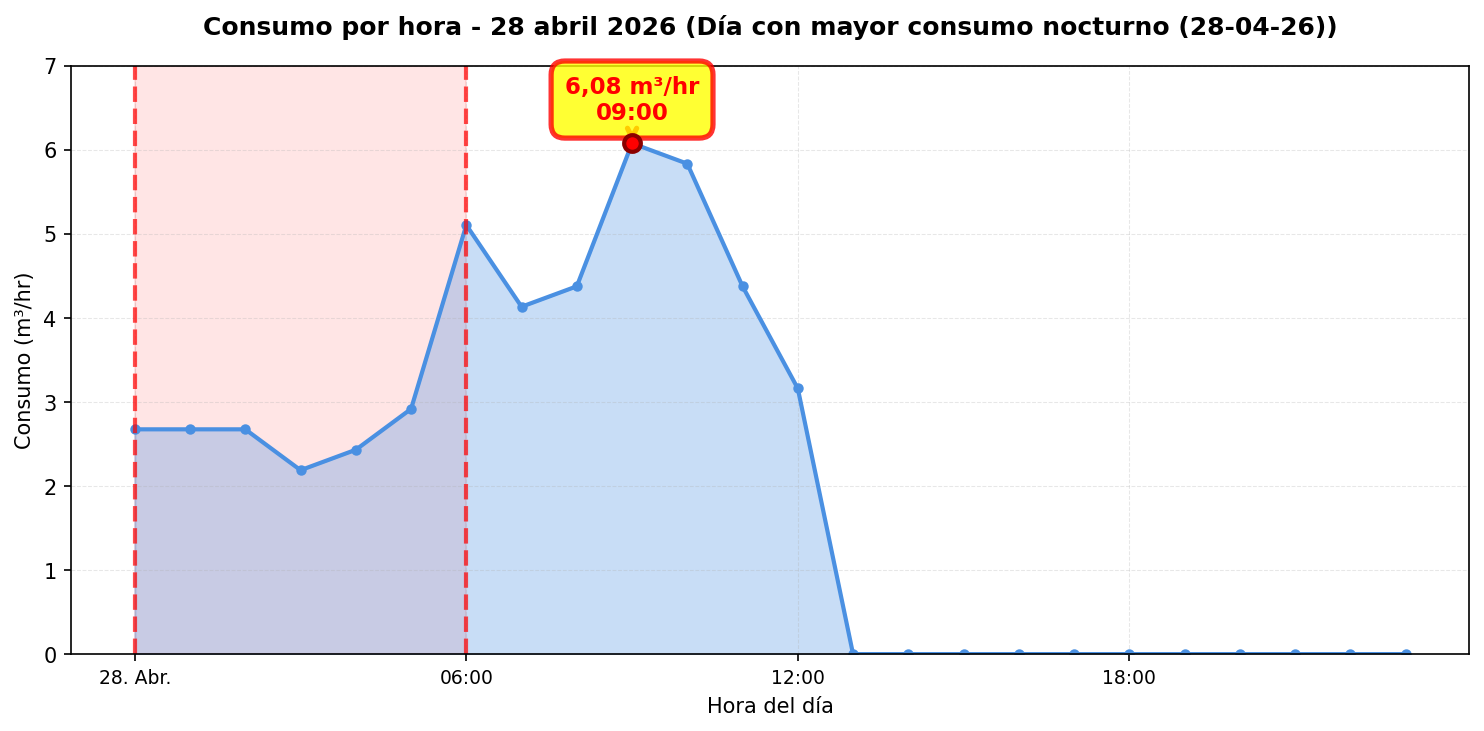 Consumo por hora - 28 abril 2026 (Día con mayor consumo nocturno (28-04-26))
6,08 m³/hr
09:00
Consumo (m³/hr)
7
6
5
4
3
2
1
0
28. Abr.
06:00
12:00
18:00
Hora del día